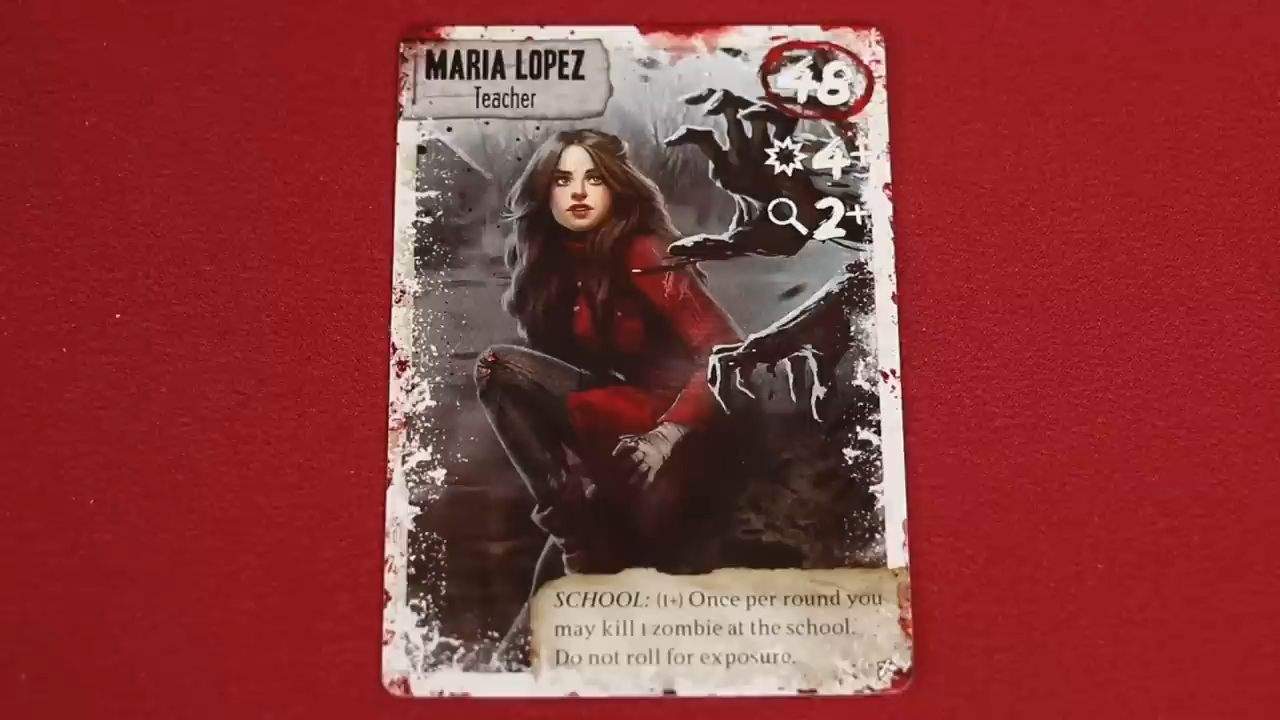 MARIA LOPEZ
Teacher
48
4+
2+
SCHOOL: (1+) Once per round you
may kill 1 zombie at the school.
Do not roll for exposure.